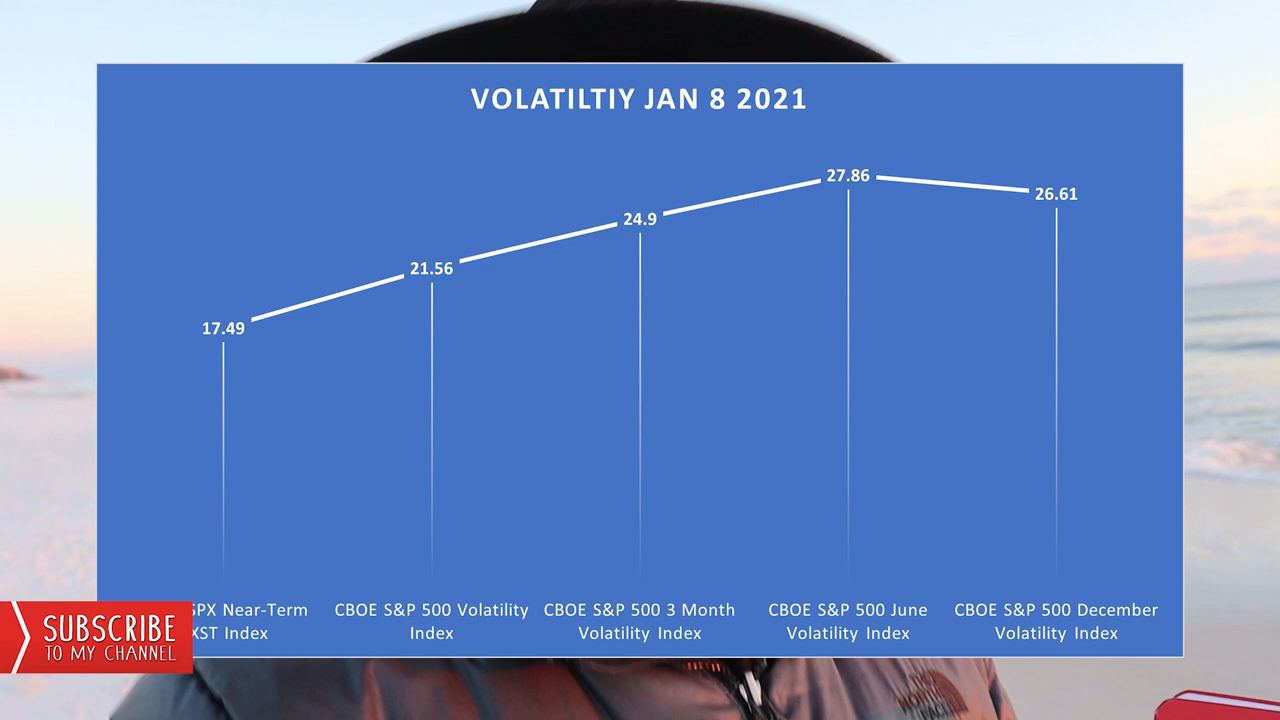 VOLATILTIY JAN 8 2021
27.86
26.61
24.9
21.56
17.49
Near-Term
Index
CBOE S&P 500 Volatility
Index
CBOE S&P 500 3 Month
Volatility Index
CBOE S&P 500 June
Volatility Index
CBOE S&P 500 December
Volatility Index
SUBSCRIBE
TO MY CHANNEL